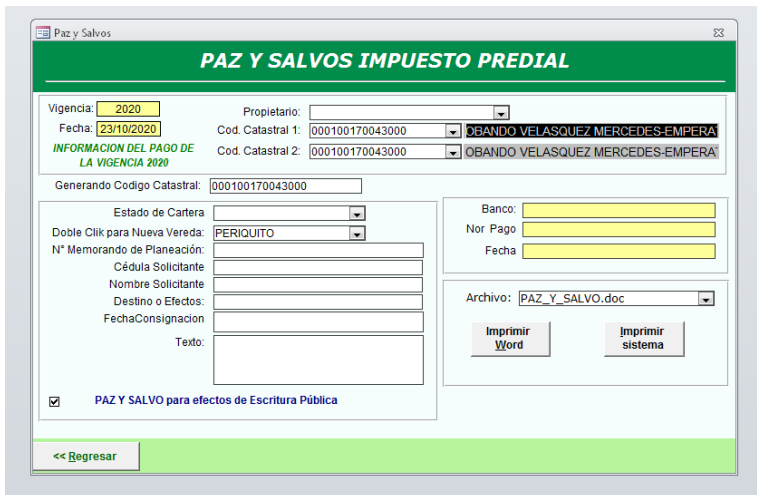 Paz y Salvos
PAZ Y SALVOS IMPUESTO PREDIAL
Vigencia: 2020
Propietario:
Fecha: 23/10/2020
Cod. Catastral 1: 000100170043000 OBANDO VELASQUEZ MERCEDES-EMPERA
INFORMACION DEL PAGO DE
LA VIGENCIA 2020
Cod. Catastral 2: 000100170043000 OBANDO VELASQUEZ MERCEDES-EMPERA
Generando Codigo Catastral: 000100170043000
Estado de Cartera
Doble Clik para Nueva Vereda: PERIQUITO
N° Memorando de Planeación:
Cédula Solicitante
Nombre Solicitante
Destino o Efectos:
FechaConsignacion
Texto:
PAZ Y SALVO para efectos de Escritura Pública
Banco:
Nor Pago
Fecha
Archivo: PAZ_Y_SALVO.doc
Imprimir
Word
Imprimir
sistema
<< Regresar